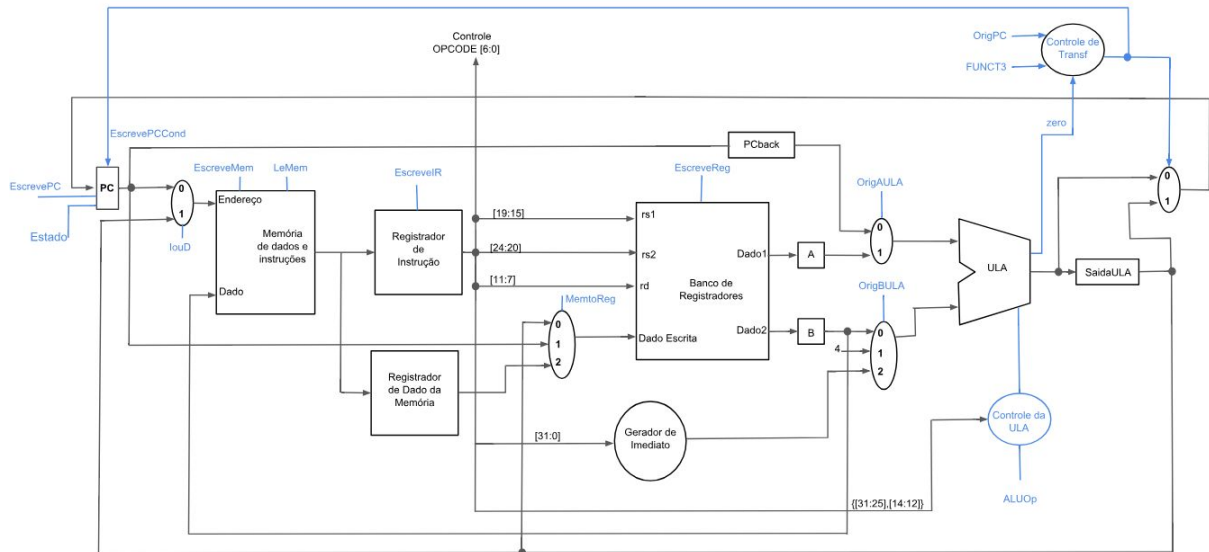 Controle
OPCODE [6:0]
OrigPC
Controle de
Transf
FUNCT3
zero
EscrevePCCond
PCback
EscreveMem
LeMem
EscreveIR
EscreveReg
OrigAULA
EscrevePC
PC
Estado
0
1
IouD
Endereço
Memória
de dados e
instruções
Dado
Registrador
de
Instrução
[19:15]
[24:20]
[11:7]
rs1
rs2
rd
Dado Escrita
Banco de
Registradores
Dado1
Dado2
A
B
0
1
ULA
SaidaULA
0
1
MemtoReg
0
1
2
OrigBULA
4
0
1
2
Registrador
de Dado da
Memória
[31:0]
Gerador de
Imediato
Controle da
ULA
{[31:25],[14:12]}
ALUOp